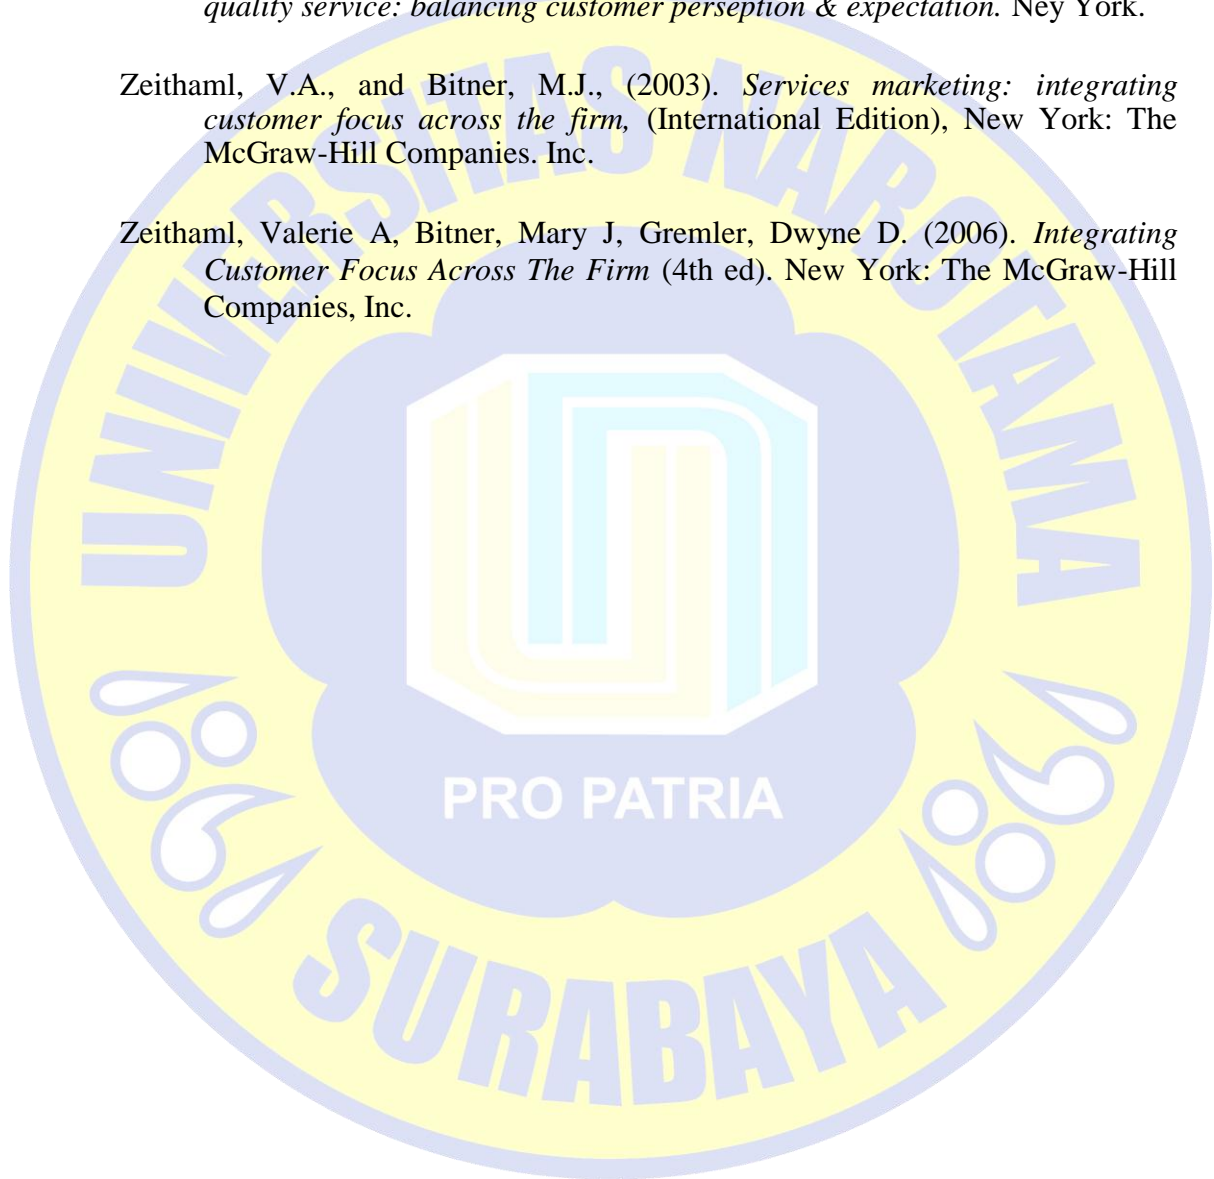 quality service: balancing customer perseption & expectation. Ney York.
Zeithaml, V.A., and Bitner, M.J., (2003). Services marketing: integrating
customer focus across the firm, (International Edition), New York: The
McGraw-Hill Companies. Inc.
Zeithaml, Valerie A, Bitner, Mary J, Gremler, Dwyne D. (2006). Integrating
Customer Focus Across The Firm (4th ed). New York: The McGraw-Hill
Companies, Inc.
UNIVERSITAS NAROTAMA
PRO PATRIA
SURABAYA